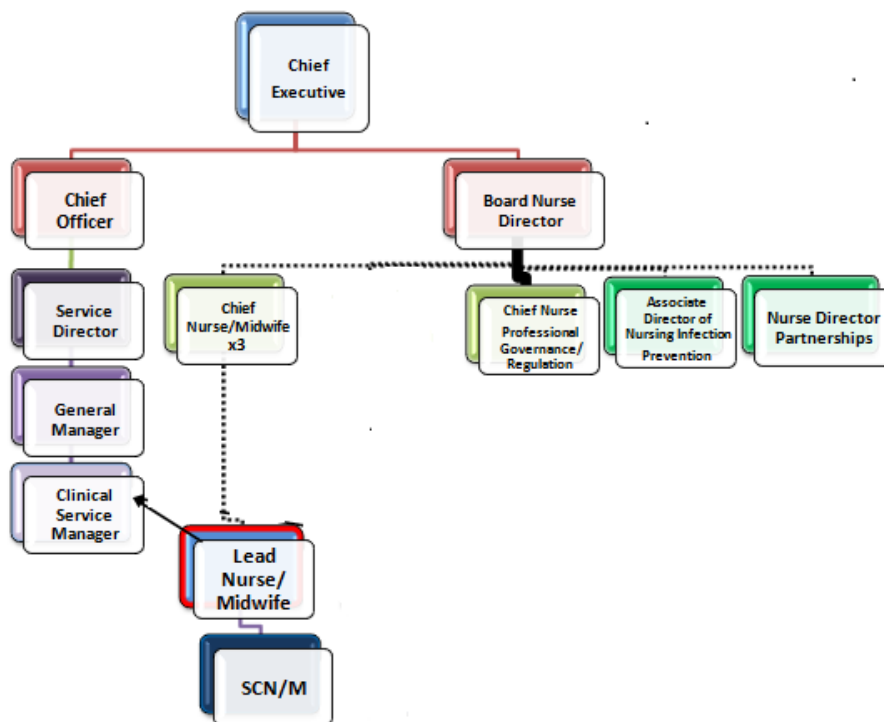 Chief
Executive
Chief
Officer
Board Nurse
Director
Service
Director
Chief
Nurse/Midwife
x3
Chief Nurse
Professional
Governance/
Regulation
Associate
Director of
Nursing Infection
Prevention
Nurse Director
Partnerships
General
Manager
Clinical
Service
Manager
Lead
Nurse/
Midwife
SCN/M